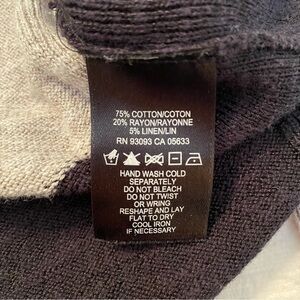 75% COTTON/COTON
20% RAYON/RAYONNE
5% LINEN/LIN
RN 93093 CA 05633
HAND WASH COLD
SEPARATELY
DO NOT BLEACH
DO NOT TWIST
OR WRING
RESHAPE AND LAY
FLAT TO DRY
COOL IRON
IF NECESSARY